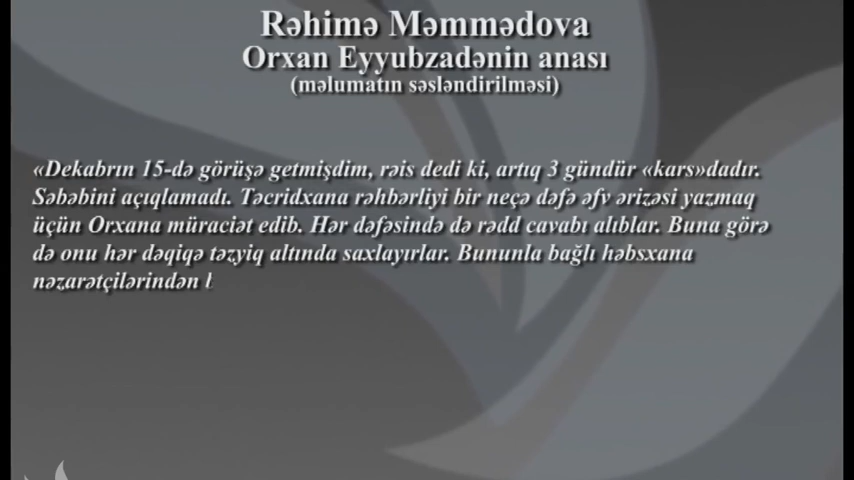 Rəhimə Məmmədova
Orxan Eyyubzadənin anası
(məlumatın səsləndirilməsi)
«Dekabrın 15-də görüşə getmişdim, rəis dedi ki, artıq 3 gündür «kars»dadır.
Səbəbini açıqlamadı. Təcridxana rəhbərliyi bir neçə dəfə əfv ərizəsi yazmaq
üçün Orxana müraciət edib. Hər dəfəsində də rədd cavabı alıblar. Buna görə
də onu hər dəqiqə təzyiq altında saxlayırlar. Bununla bağlı həbsxana
nəzarətçilərindən